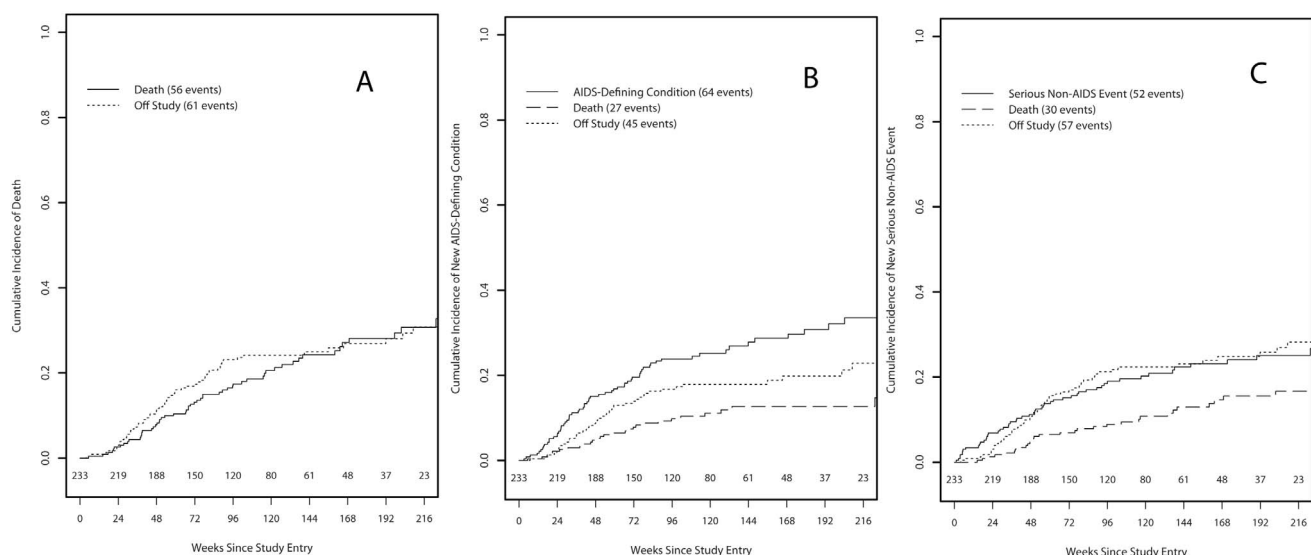 A
Death (56 events)
Off Study (61 events)
Cumulative Incidence of Death
1.0
0.8
0.6
0.4
0.2
0.0
233 219 188 150 120 80 61 48 37 23
0 24 48 72 96 120 144 168 192 216
Weeks Since Study Entry
B
AIDS-Defining Condition (64 events)
Death (27 events)
Off Study (45 events)
Cumulative Incidence of New AIDS-Defining Condition
1.0
0.8
0.6
0.4
0.2
0.0
233 219 188 150 120 80 61 48 37 23
0 24 48 72 96 120 144 168 192 216
Weeks Since Study Entry
C
Serious Non-AIDS Event (52 events)
Death (30 events)
Off Study (57 events)
Cumulative Incidence of New Serious Non-AIDS Event
1.0
0.8
0.6
0.4
0.2
0.0
233 219 188 150 120 80 61 48 37 23
0 24 48 72 96 120 144 168 192 216
Weeks Since Study Entry